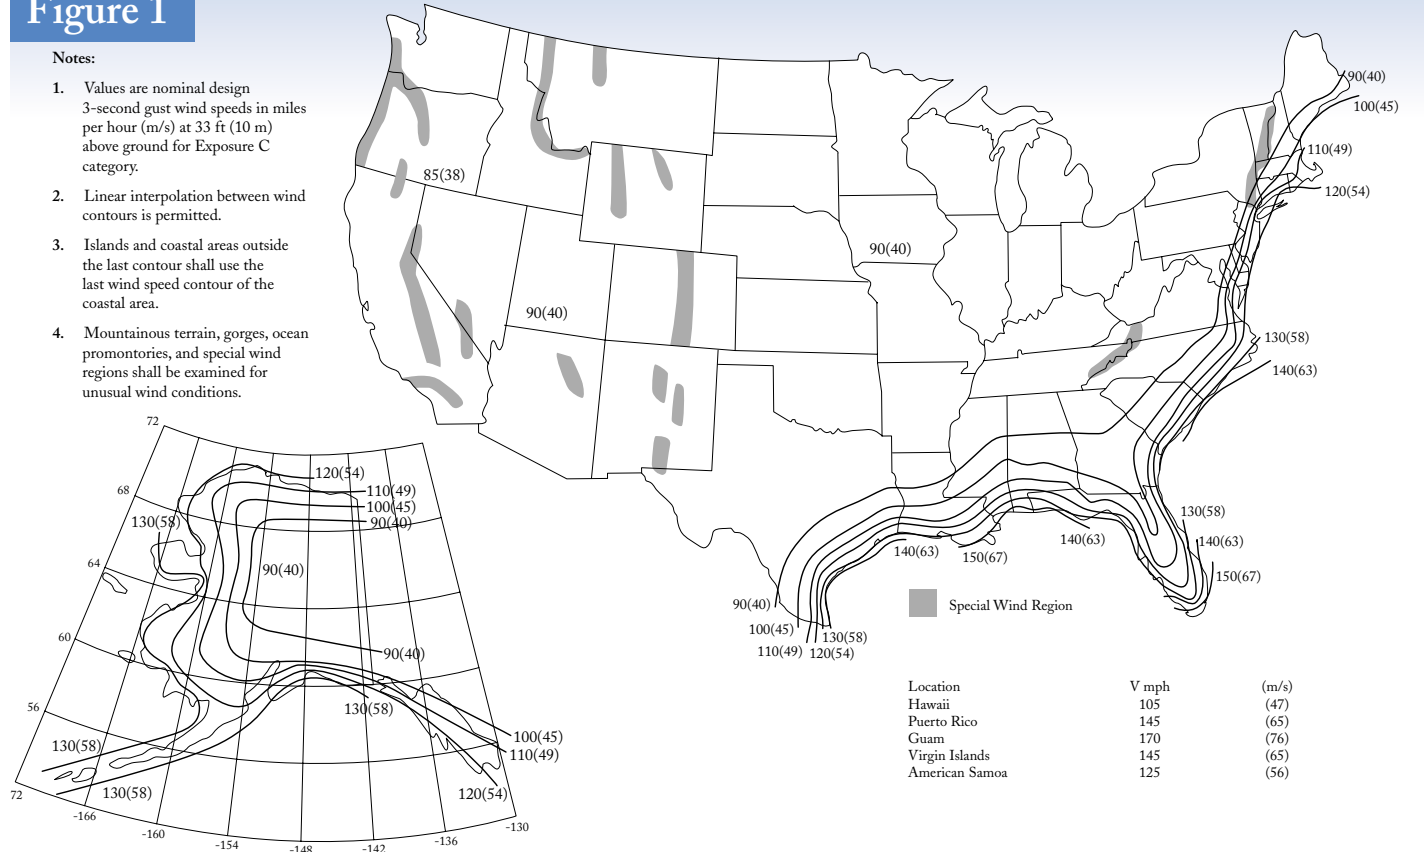 Figure 1
Notes:
1. Values are nominal design
3-second gust wind speeds in miles
per hour (m/s) at 33 ft (10 m)
above ground for Exposure C
category.
2. Linear interpolation between wind
contours is permitted.
3. Islands and coastal areas outside
the last contour shall use the
last wind speed contour of the
coastal area.
4. Mountainous terrain, gorges, ocean
promontories, and special wind
regions shall be examined for
unusual wind conditions.
85(38)
90(40)
90(40)
90(40)
100(45)
110(49)
120(54)
130(58)
140(63)
130(58)
140(63)
150(67)
140(63)
150(67)
140(63)
90(40)
100(45)
110(49)
120(54)
130(58)
Special Wind Region
72
68
64
60
56
72
-166
-160
-154
-148
-142
-136
-130
120(54)
110(49)
100(45)
90(40)
130(58)
90(40)
90(40)
130(58)
100(45)
110(49)
120(54)
130(58)
130(58)
Location V mph (m/s)
Hawaii 105 (47)
Puerto Rico 145 (65)
Guam 170 (76)
Virgin Islands 145 (65)
American Samoa 125 (56)